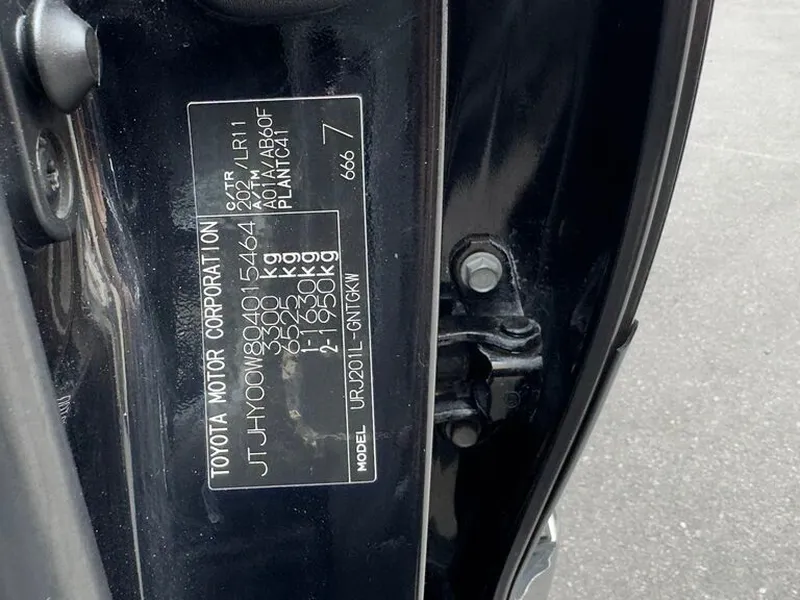 TOYOTA MOTOR CORPORATION
JTJHY00W804015464
3300 kg
6525 kg
1-1630kg
2-1950kg
C/TR
202 /LR11
A/TM
A01A/AB60F
PLANTC41
666 7
MODEL URJ201L-GNTGKW